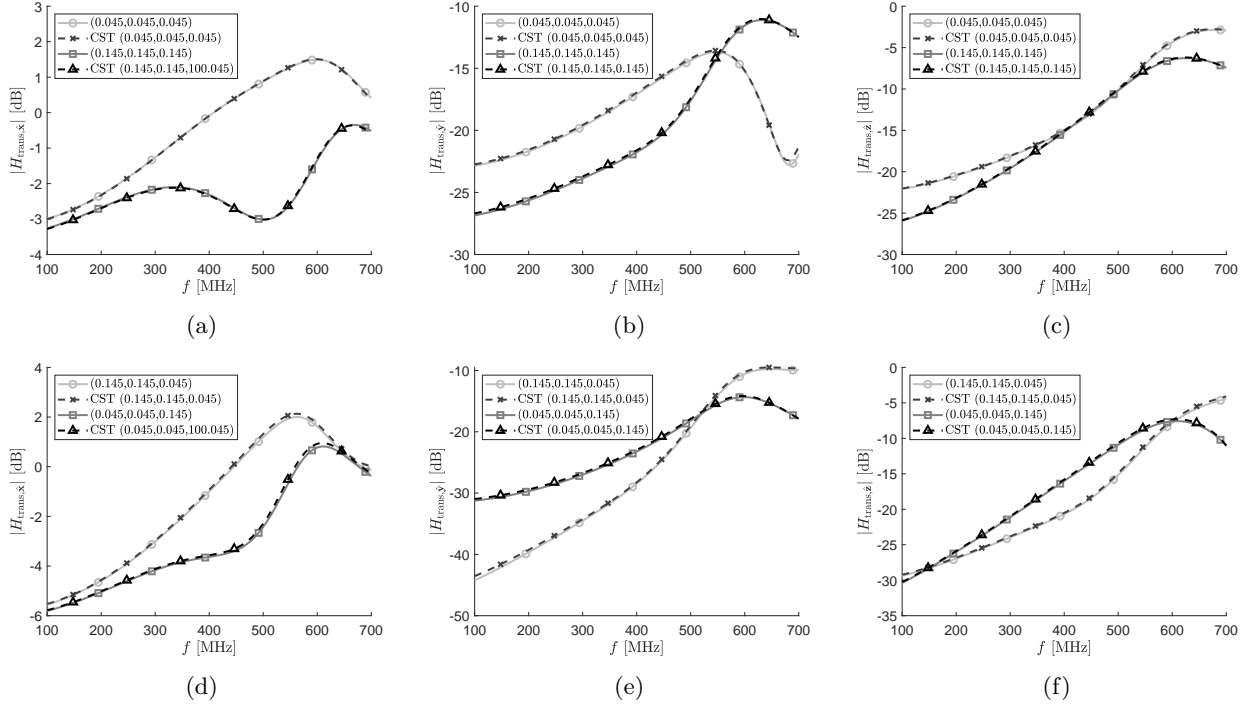 3
2
1
0
-1
-2
-3
-4
100 200 300 400 500 600 700
f [MHz]
|H_trans,x̂| [dB]
(0.045,0.045,0.045)
CST (0.045,0.045,0.045)
(0.145,0.145,0.145)
CST (0.145,0.145,100.045)
(a)
-10
-15
-20
-25
-30
100 200 300 400 500 600 700
f [MHz]
|H_trans,ŷ| [dB]
(0.045,0.045,0.045)
CST (0.045,0.045,0.045)
(0.145,0.145,0.145)
CST (0.145,0.145,0.145)
(b)
0
-5
-10
-15
-20
-25
-30
100 200 300 400 500 600 700
f [MHz]
|H_trans,ẑ| [dB]
(0.045,0.045,0.045)
CST (0.045,0.045,0.045)
(0.145,0.145,0.145)
CST (0.145,0.145,0.145)
(c)
4
2
0
-2
-4
-6
100 200 300 400 500 600 700
f [MHz]
|H_trans,x̂| [dB]
(0.145,0.145,0.045)
CST (0.145,0.145,0.045)
(0.045,0.045,0.145)
CST (0.045,0.045,100.045)
(d)
-10
-20
-30
-40
-50
100 200 300 400 500 600 700
f [MHz]
|H_trans,ŷ| [dB]
(0.145,0.145,0.045)
CST (0.145,0.145,0.045)
(0.045,0.045,0.145)
CST (0.045,0.045,0.145)
(e)
0
-5
-10
-15
-20
-25
-30
-35
100 200 300 400 500 600 700
f [MHz]
|H_trans,ẑ| [dB]
(0.145,0.145,0.045)
CST (0.145,0.145,0.045)
(0.045,0.045,0.145)
CST (0.045,0.045,0.145)
(f)